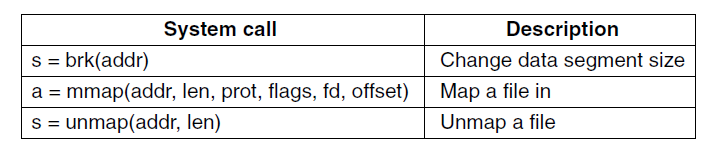 System call Description
s = brk(addr) Change data segment size
a = mmap(addr, len, prot, flags, fd, offset) Map a file in
s = unmap(addr, len) Unmap a file